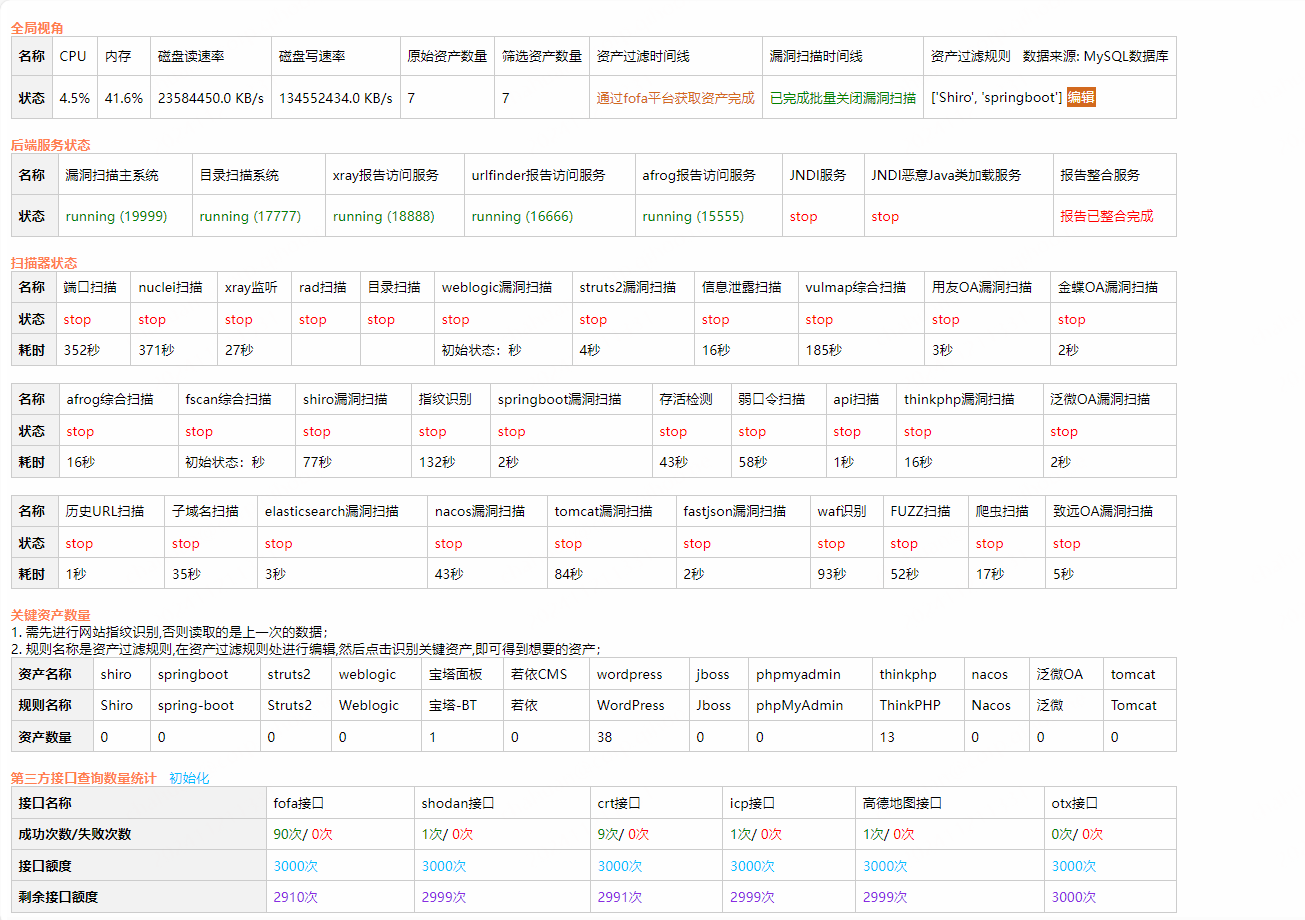 全局视角
名称 CPU 内存 磁盘读速率 磁盘写速率 原始资产数量 筛选资产数量 资产过滤时间线 漏洞扫描时间线 资产过滤规则 数据来源: MySQL数据库
状态 4.5% 41.6% 23584450.0 KB/s 134552434.0 KB/s 7 7 通过fofa平台获取资产完成 已完成批量关闭漏洞扫描 ['Shiro', 'springboot'] 编辑
后端服务状态
名称 漏洞扫描主系统 目录扫描系统 xray报告访问服务 urlfinder报告访问服务 afrog报告访问服务 JNDI服务 JNDI恶意Java类加载服务 报告整合服务
状态 running (19999) running (17777) running (18888) running (16666) running (15555) stop stop 报告已整合完成
扫描器状态
名称 端口扫描 nuclei扫描 xray监听 rad扫描 目录扫描 weblogic漏洞扫描 struts2漏洞扫描 信息泄露扫描 vulmap综合扫描 用友OA漏洞扫描 金蝶OA漏洞扫描
状态 stop stop stop stop stop stop stop stop stop stop stop
耗时 352秒 371秒 27秒 初始状态：秒 4秒 16秒 185秒 3秒 2秒
名称 afrog综合扫描 fscan综合扫描 shiro漏洞扫描 指纹识别 springboot漏洞扫描 存活检测 弱口令扫描 api扫描 thinkphp漏洞扫描 泛微OA漏洞扫描
状态 stop stop stop stop stop stop stop stop stop stop
耗时 16秒 初始状态：秒 77秒 132秒 2秒 43秒 58秒 1秒 16秒 2秒
名称 历史URL扫描 子域名扫描 elasticsearch漏洞扫描 nacos漏洞扫描 tomcat漏洞扫描 fastjson漏洞扫描 waf识别 FUZZ扫描 爬虫扫描 致远OA漏洞扫描
状态 stop stop stop stop stop stop stop stop stop stop
耗时 1秒 35秒 3秒 43秒 84秒 2秒 93秒 52秒 17秒 5秒
关键资产数量
1. 需先进行网站指纹识别,否则读取的是上一次的数据；
2. 规则名称是资产过滤规则,在资产过滤规则处进行编辑,然后点击识别关键资产,即可得到想要的资产；
资产名称 shiro springboot struts2 weblogic 宝塔面板 若依CMS wordpress jboss phpmyadmin thinkphp nacos 泛微OA tomcat
规则名称 Shiro spring-boot Struts2 Weblogic 宝塔-BT 若依 WordPress Jboss phpMyAdmin ThinkPHP Nacos 泛微 Tomcat
资产数量 0 0 0 0 1 0 38 0 0 13 0 0 0
第三方接口查询数量统计 初始化
接口名称 fofa接口 shodan接口 crt接口 icp接口 高德地图接口 otx接口
成功次数/失败次数 90次/ 0次 1次/ 0次 9次/ 0次 1次/ 0次 1次/ 0次 0次/ 0次
接口额度 3000次 3000次 3000次 3000次 3000次 3000次
剩余接口额度 2910次 2999次 2991次 2999次 2999次 3000次